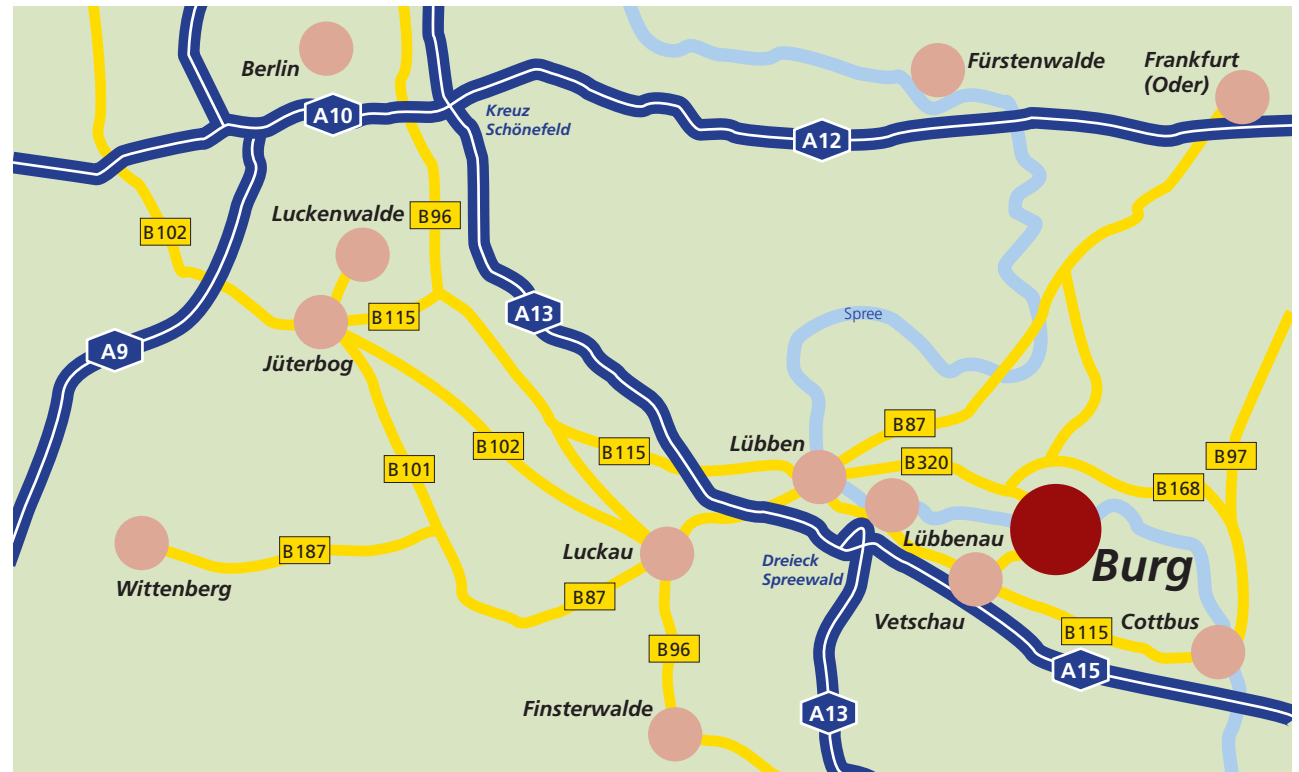 Berlin
Fürstenwalde
Frankfurt
(Oder)
A10
Kreuz
Schönefeld
A12
Luckenwalde
B96
B102
B115
A13
Spree
A9
Jüterbog
B87
Lübben
B102
B115
B320
B97
B101
B168
Luckau
Lübbenau
B187
Dreieck
Spreewald
Burg
Wittenberg
B87
Vetschau
Cottbus
B115
B96
A15
Finsterwalde
A13